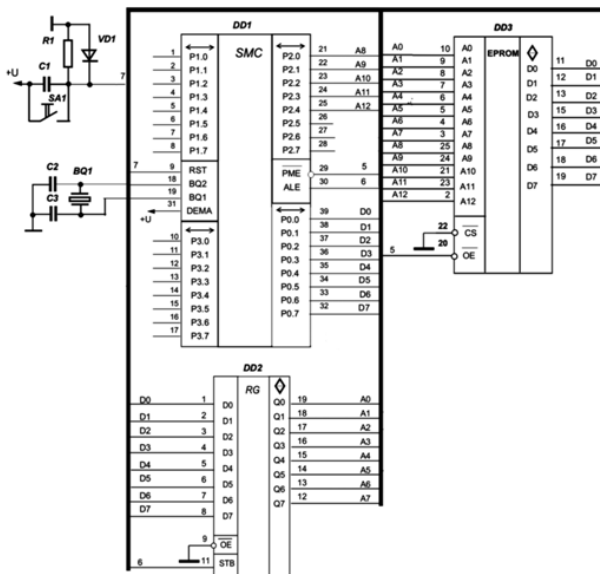 DD1
SMC
1 P1.0 P2.0 21 A8
2 P1.1 P2.1 22 A9
3 P1.2 P2.2 23 A10
4 P1.3 P2.3 24 A11
5 P1.4 P2.4 25 A12
6 P1.5 P2.5 26
7 P1.6 P2.6 27
8 P1.7 P2.7 28
7 9 RST PME 29 5
18 BQ2 ALE 30 6
19 BQ1
31 DEMA
10 P3.0 P0.0 39 D0
11 P3.1 P0.1 38 D1
12 P3.2 P0.2 37 D2
13 P3.3 P0.3 36 D3
14 P3.4 P0.4 35 D4
15 P3.5 P0.5 34 D5
16 P3.6 P0.6 33 D6
17 P3.7 P0.7 32 D7
R1
VD1
C1
+U
7
SA1
C2
BQ1
C3
+U
DD3
EPROM
A0 10 A0 D0 11 D0
A1 9 A1 D1 12 D1
A2 8 A2 D2 13 D2
A3 7 A3 D3 15 D3
A4 6 A4 D4 16 D4
A5 5 A5 D5 17 D5
A6 4 A6 D6 18 D6
A7 3 A7 D7 19 D7
A8 25 A8
A9 24 A9
A10 21 A10
A11 23 A11
A12 2 A12
22 CS
5 20 OE
DD2
RG
D0 1 D0 Q0 19 A0
D1 2 D1 Q1 18 A1
D2 3 D2 Q2 17 A2
D3 4 D3 Q3 16 A3
D4 5 D4 Q4 15 A4
D5 6 D5 Q5 14 A5
D6 7 D6 Q6 13 A6
D7 8 D7 Q7 12 A7
9 OE
6 11 STB